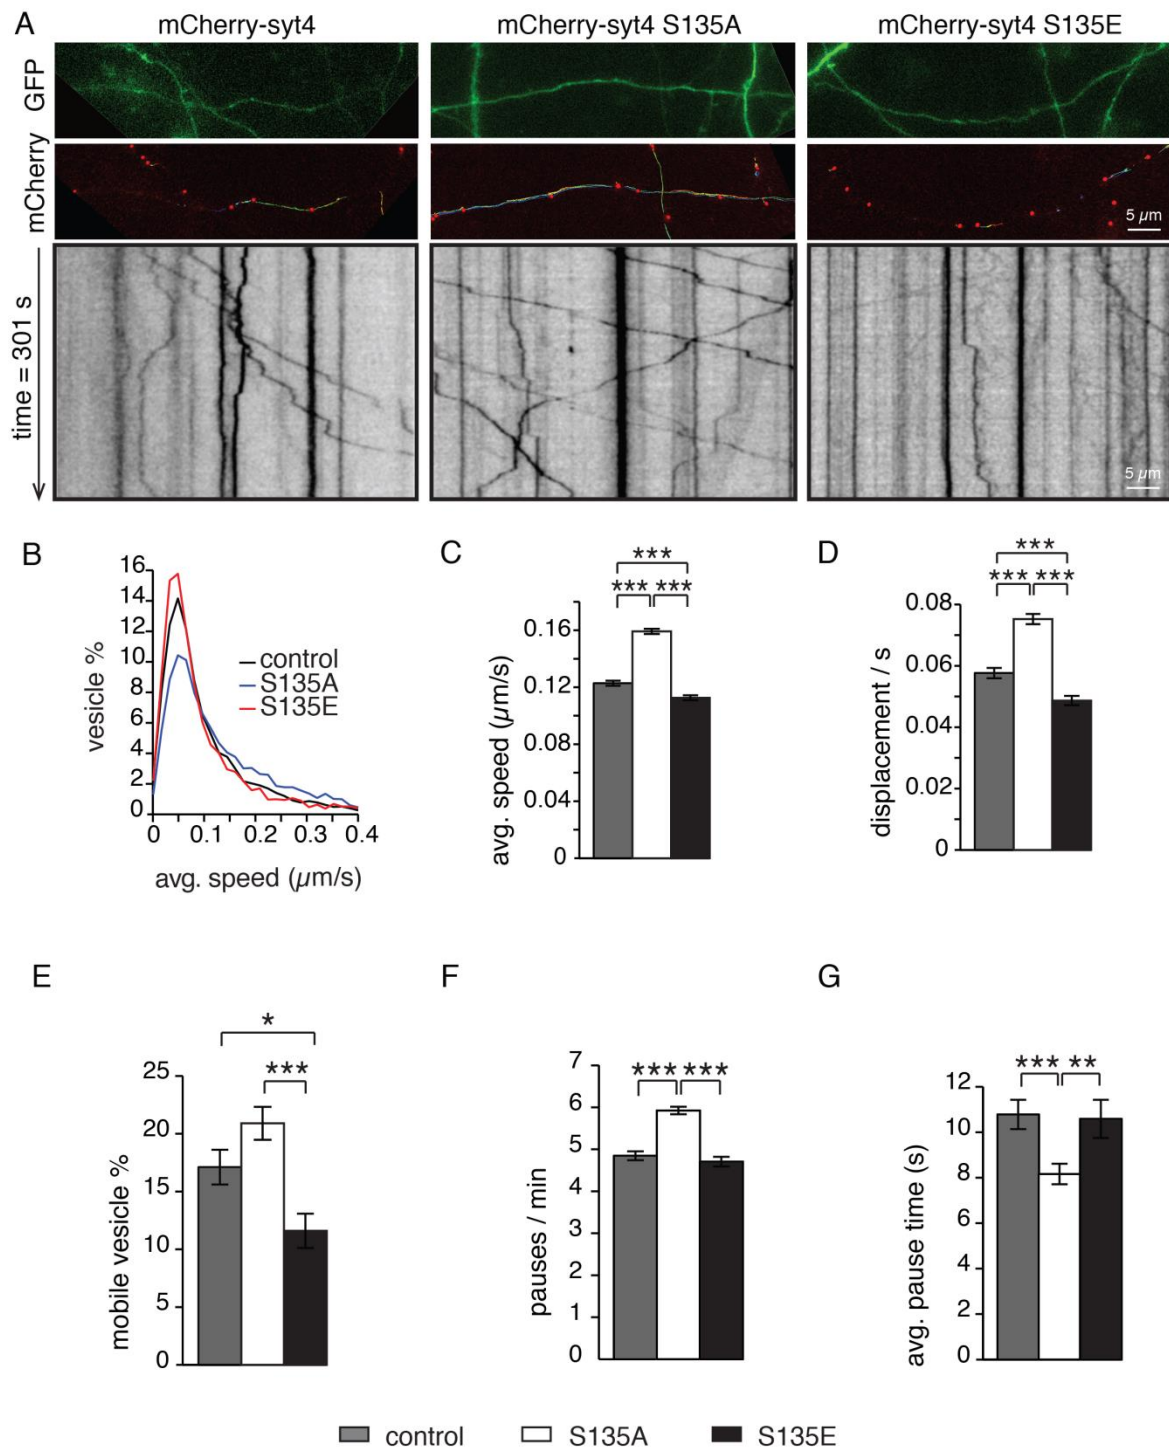 A
mCherry-syt4
mCherry-syt4 S135A
mCherry-syt4 S135E
GFP
mCherry
5 µm
time = 301 s
5 µm
B
vesicle %
16
14
12
10
8
6
4
2
0
control
S135A
S135E
0 0.1 0.2 0.3 0.4
avg. speed (µm/s)
C
avg. speed (µm/s)
***
*** ***
0.16
0.12
0.08
0.04
0
D
displacement / s
***
*** ***
0.08
0.06
0.04
0.02
0
E
mobile vesicle %
*
***
25
20
15
10
5
0
F
pauses / min
*** ***
7
6
5
4
3
2
1
0
G
avg. pause time (s)
*** **
12
10
8
6
4
2
0
control S135A S135E